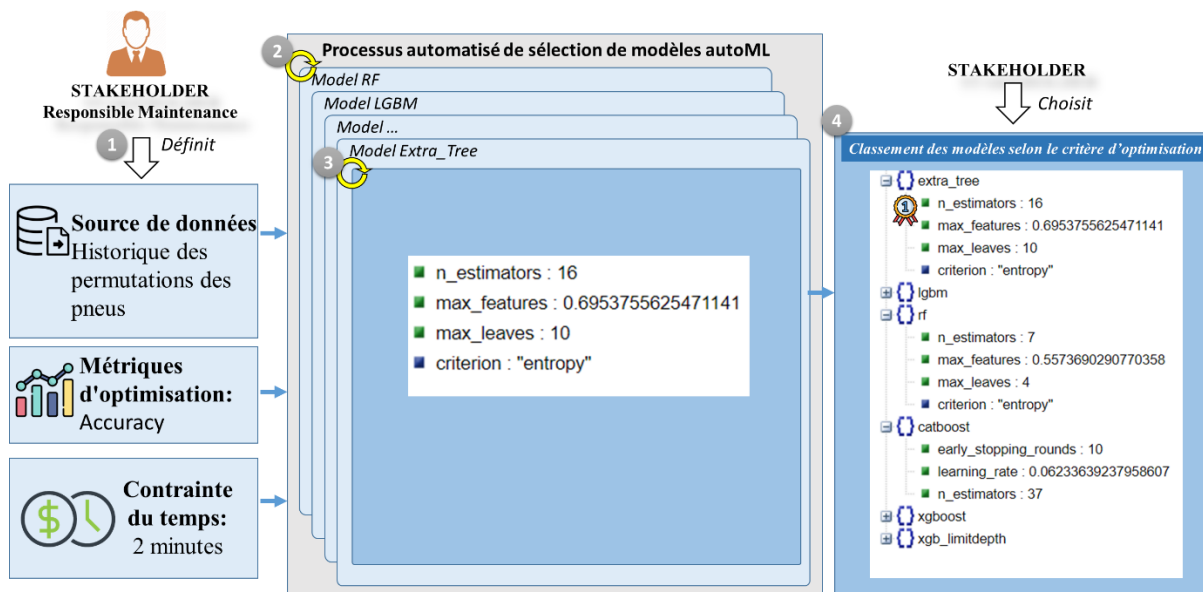 STAKEHOLDER
Responsible Maintenance
1
Définit
Source de données
Historique des
permutations des
pneus
Métriques
d'optimisation:
Accuracy
$
Contrainte
du temps:
2 minutes
2
Processus automatisé de sélection de modèles autoML
Model RF
Model LGBM
Model ...
Model Extra_Tree
3
n_estimators : 16
max_features : 0.6953755625471141
max_leaves : 10
criterion : "entropy"
STAKEHOLDER
Choisit
4
Classement des modèles selon le critère d'optimisation
{} extra_tree
1
n_estimators : 16
max_features : 0.6953755625471141
max_leaves : 10
criterion : "entropy"
{} lgbm
{} rf
n_estimators : 7
max_features : 0.5573690290770358
max_leaves : 4
criterion : "entropy"
{} catboost
early_stopping_rounds : 10
learning_rate : 0.06233639237958607
n_estimators : 37
{} xgboost
{} xgb_limitdepth